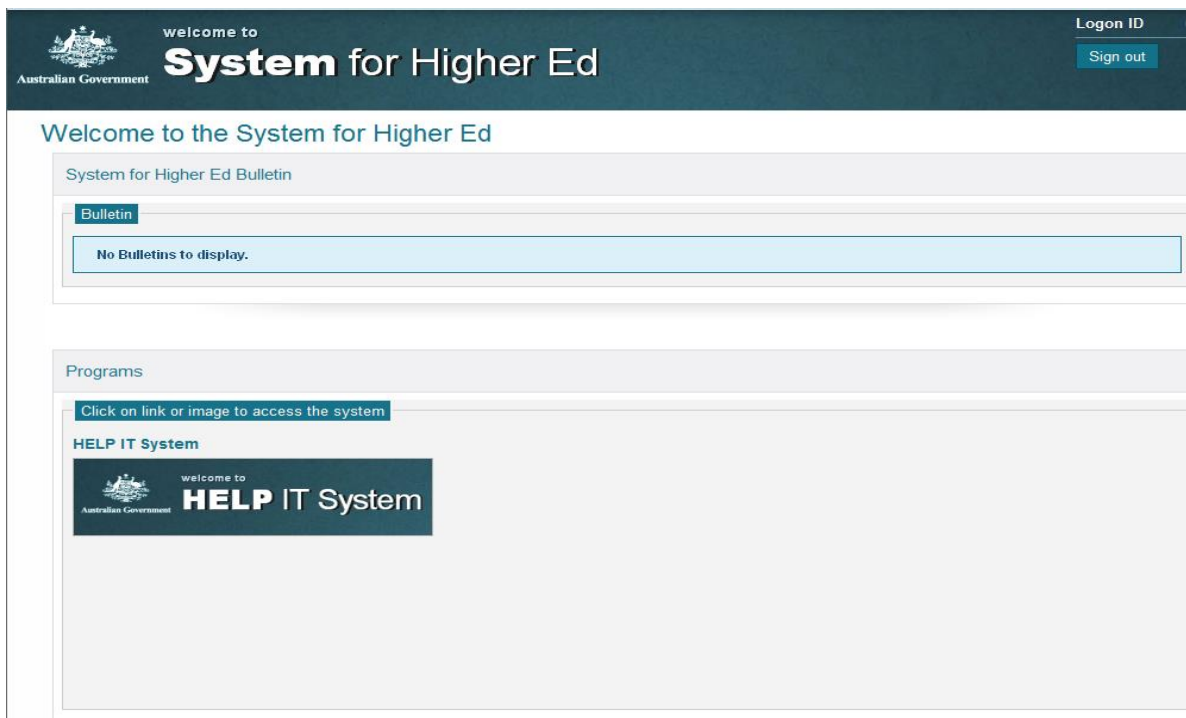 welcome to
System for Higher Ed
Australian Government
Logon ID
Sign out
Welcome to the System for Higher Ed
System for Higher Ed Bulletin
Bulletin
No Bulletins to display.
Programs
Click on link or image to access the system
HELP IT System
welcome to
HELP IT System
Australian Government